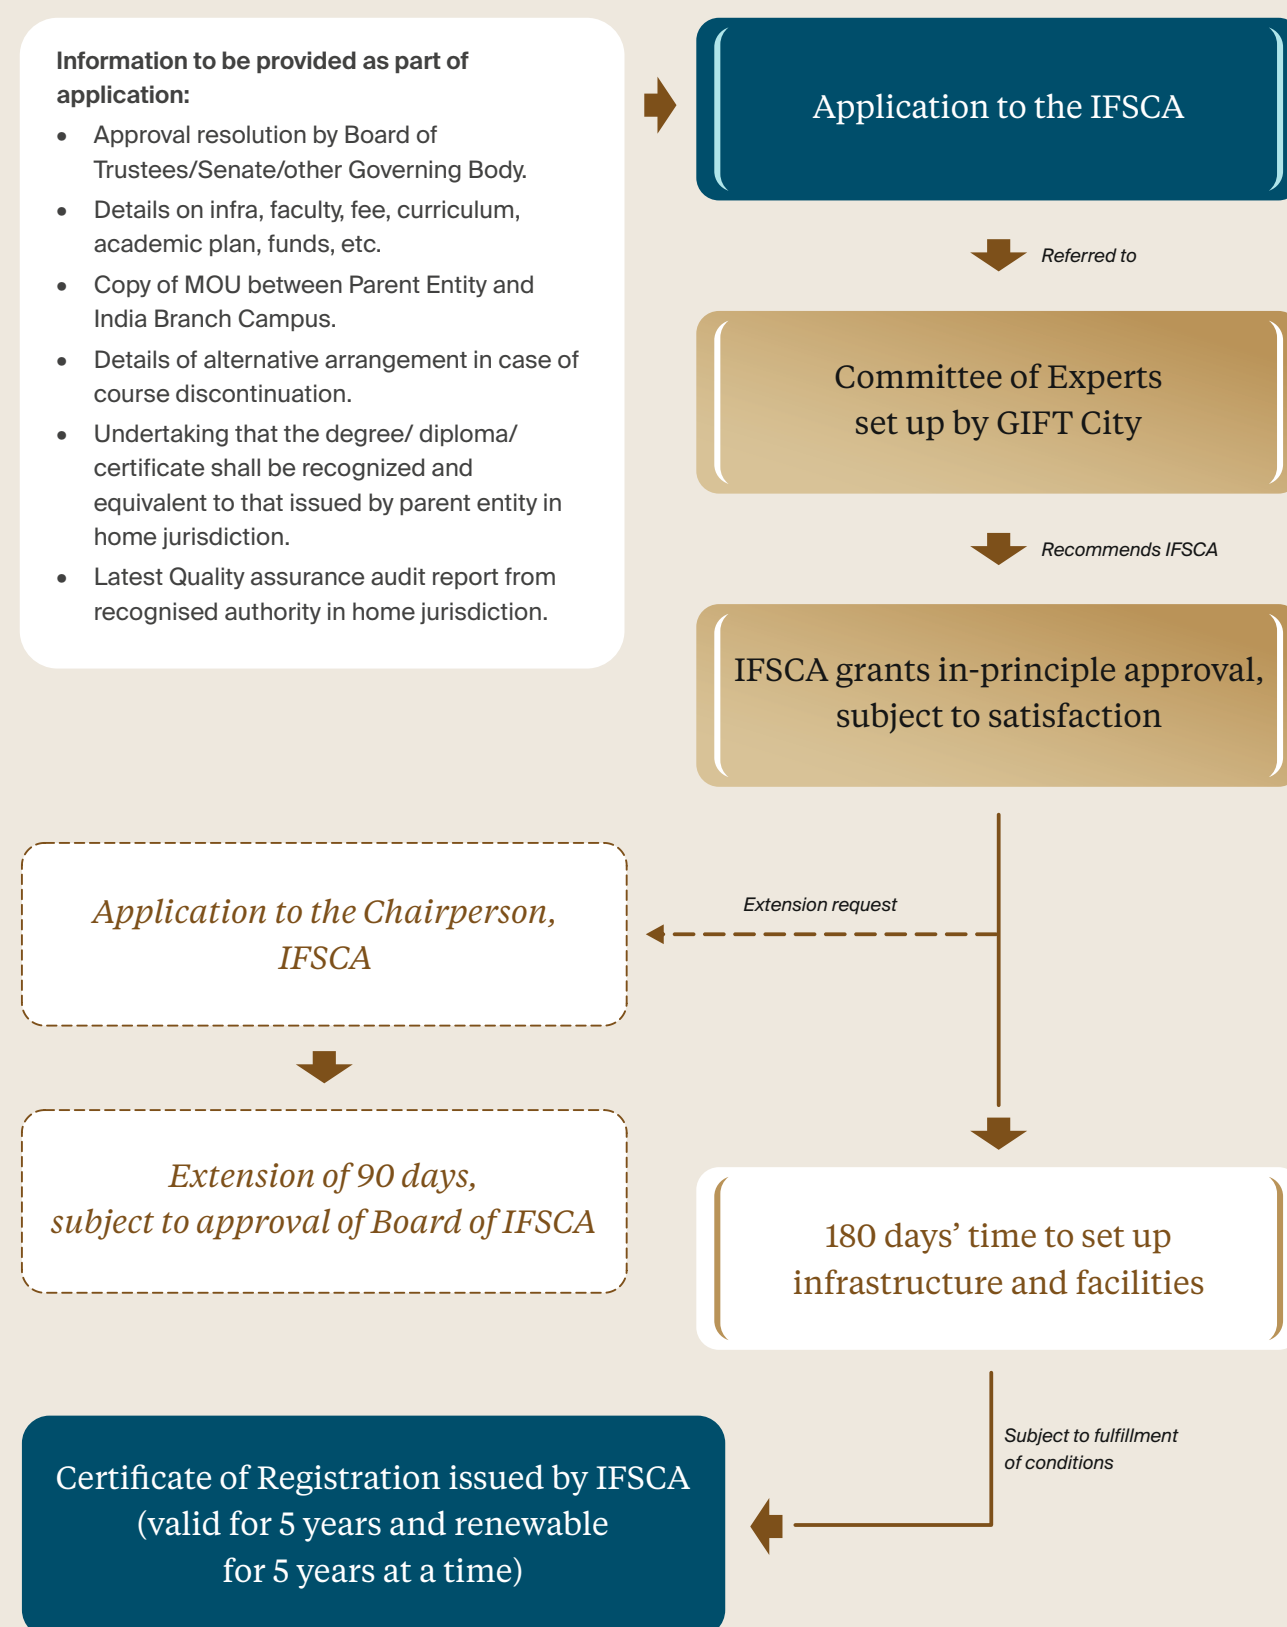 Information to be provided as part of
application:
• Approval resolution by Board of
Trustees/Senate/other Governing Body.
• Details on infra, faculty, fee, curriculum,
academic plan, funds, etc.
• Copy of MOU between Parent Entity and
India Branch Campus.
• Details of alternative arrangement in case of
course discontinuation.
• Undertaking that the degree/ diploma/
certificate shall be recognized and
equivalent to that issued by parent entity in
home jurisdiction.
• Latest Quality assurance audit report from
recognised authority in home jurisdiction.
Application to the IFSCA
Referred to
Committee of Experts
set up by GIFT City
Recommends IFSCA
IFSCA grants in-principle approval,
subject to satisfaction
Extension request
Application to the Chairperson,
IFSCA
Extension of 90 days,
subject to approval of Board of IFSCA
180 days’ time to set up
infrastructure and facilities
Subject to fulfillment
of conditions
Certificate of Registration issued by IFSCA
(valid for 5 years and renewable
for 5 years at a time)